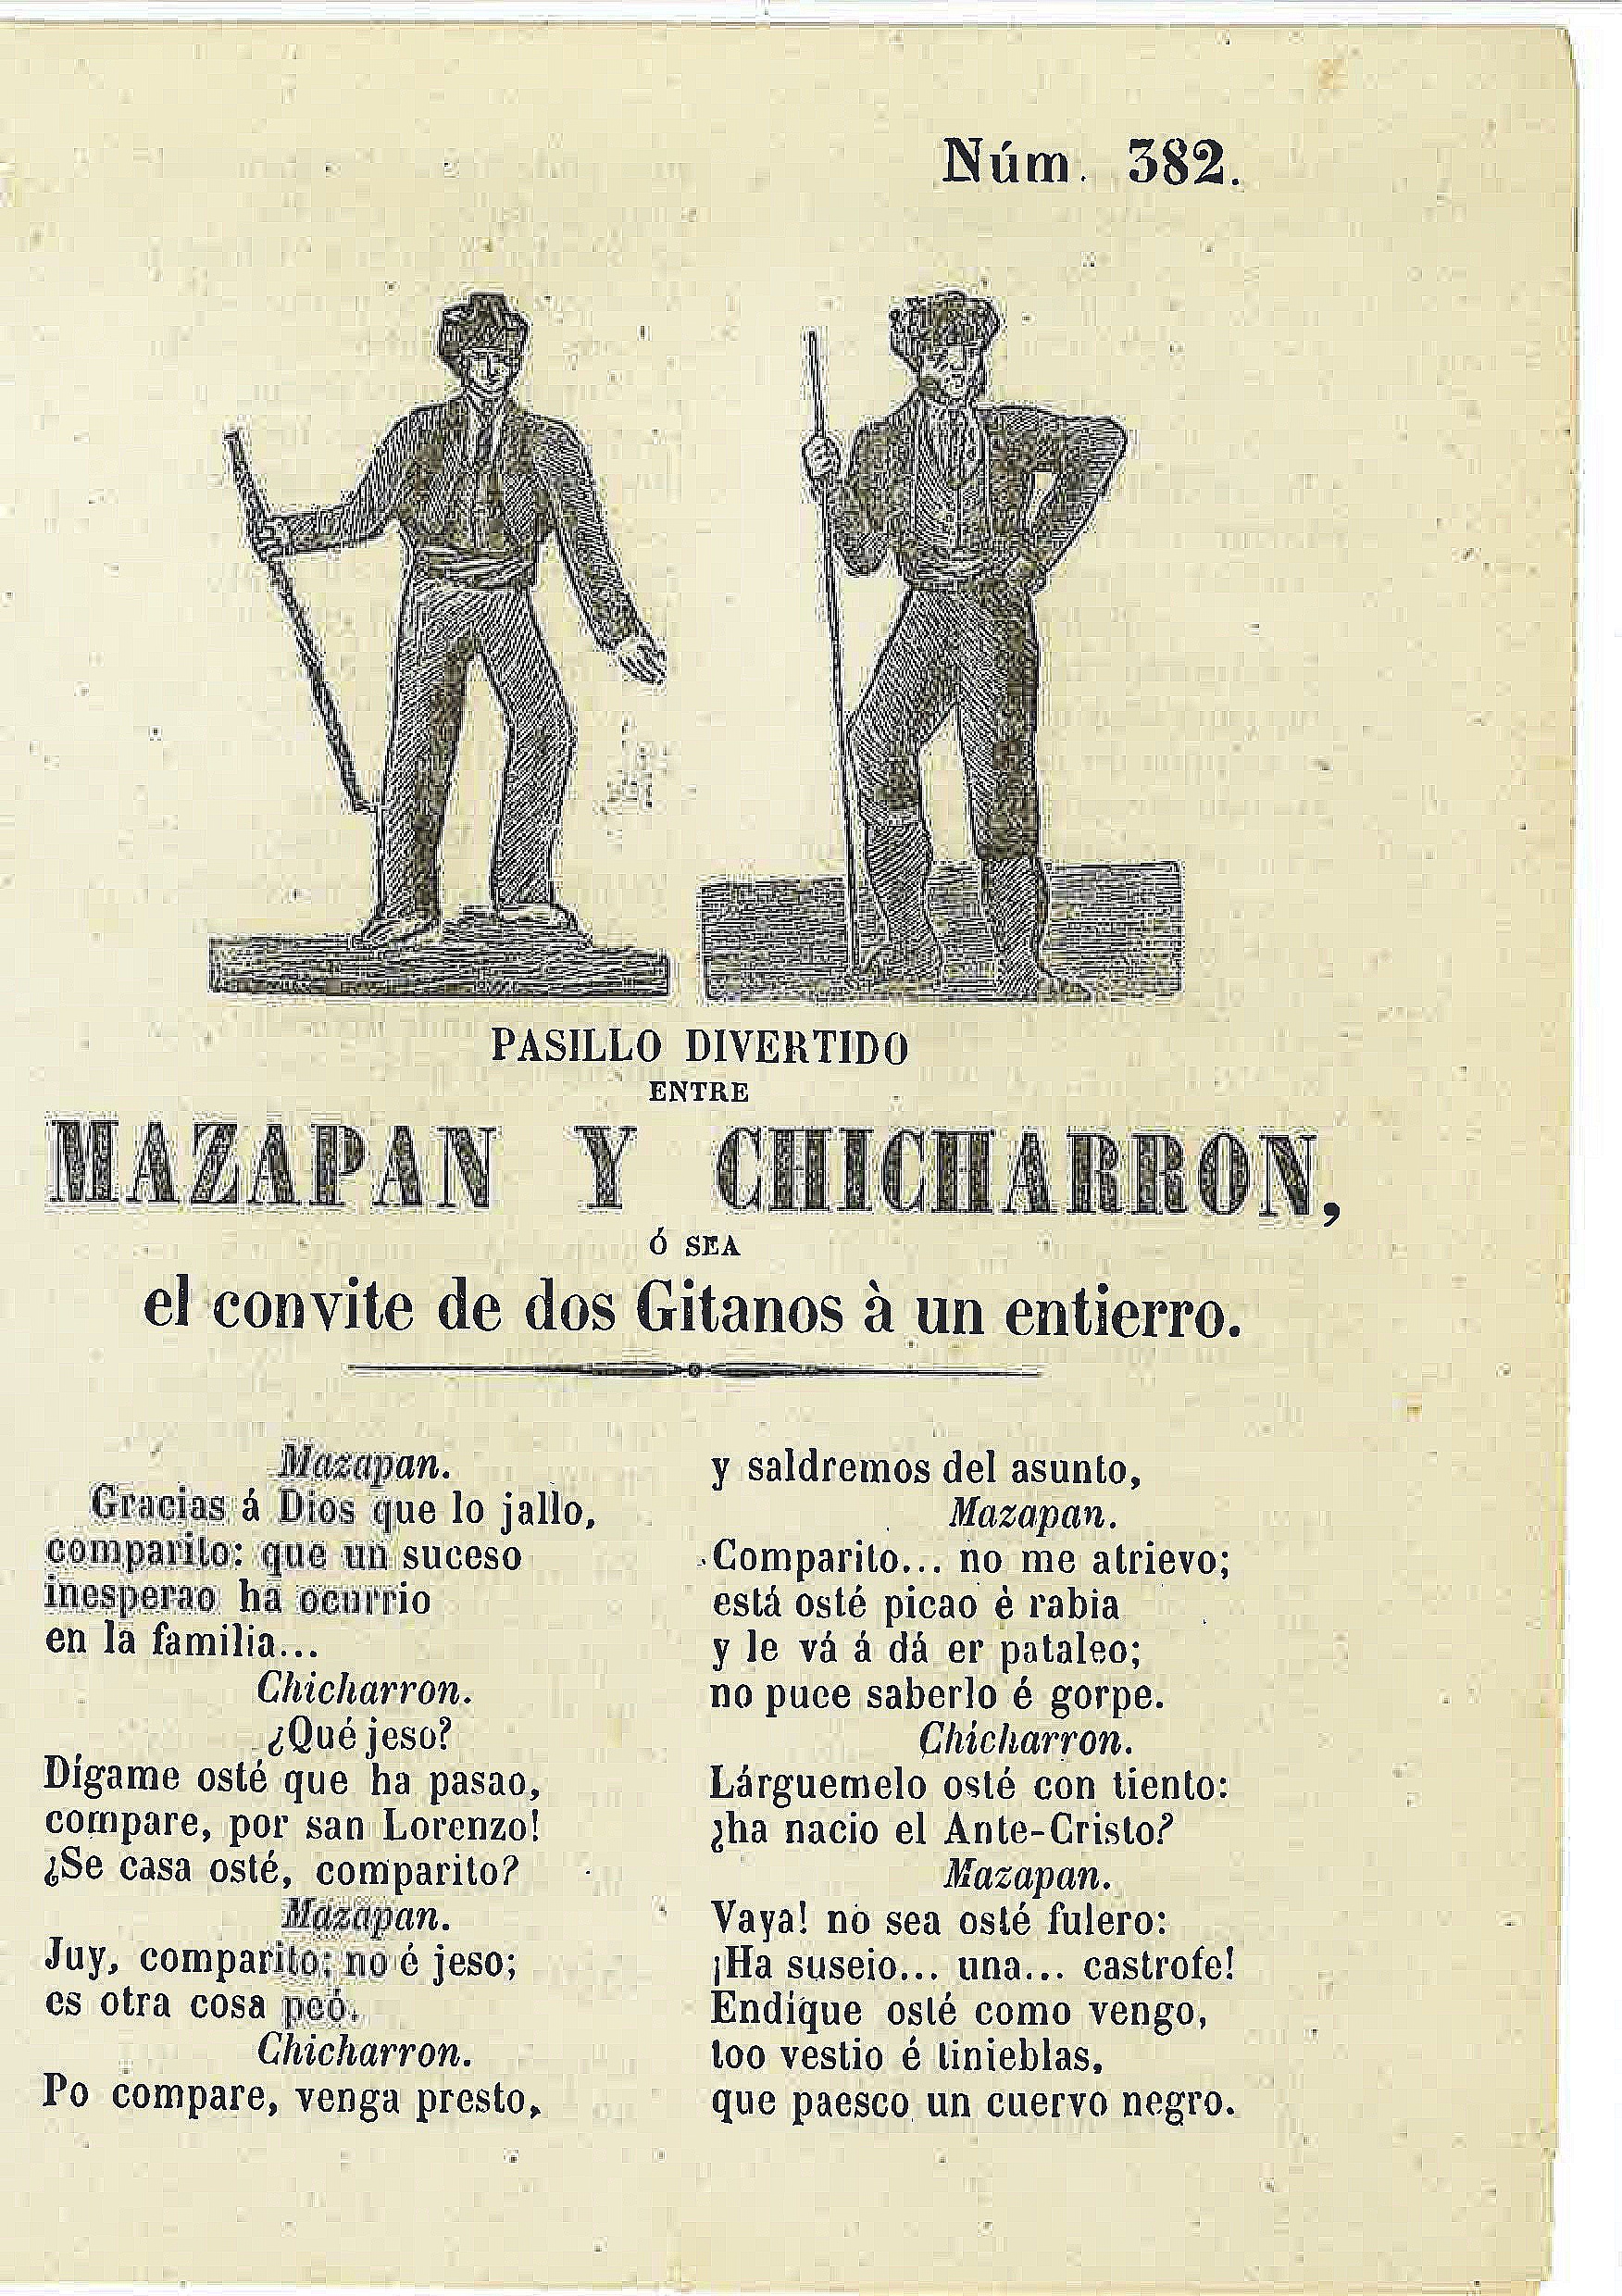 Núm. 382.
PASILLO DIVERTIDO
ENTRE
MAZAPAN Y CHICHARRON,
Ó SEA
el convite de dos Gitanos à un entierro.
Mazapan.
Gracias á Dios que lo jallo,
comparito: que un suceso
inesperao ha ocurrio
en la familia...
Chicharron.
¿Qué jeso?
Dígame osté que ha pasao,
compare, por san Lorenzo!
¿Se casa osté, comparito?
Mazapan.
Juy, comparito; no é jeso;
es otra cosa peó.
Chicharron.
Po compare, venga presto,
y saldremos del asunto,
Mazapan.
Comparito... no me atrievo;
está osté picao è rabia
y le vá á dá er pataleo;
no puce saberlo é gorpe.
Chicharron.
Lárguemelo osté con tiento:
¿ha nacio el Ante-Cristo?
Mazapan.
Vaya! no sea osté fulero:
¡Ha suseio... una... castrofe!
Endique osté como vengo,
too vestio é tinieblas,
que paesco un cuervo negro.